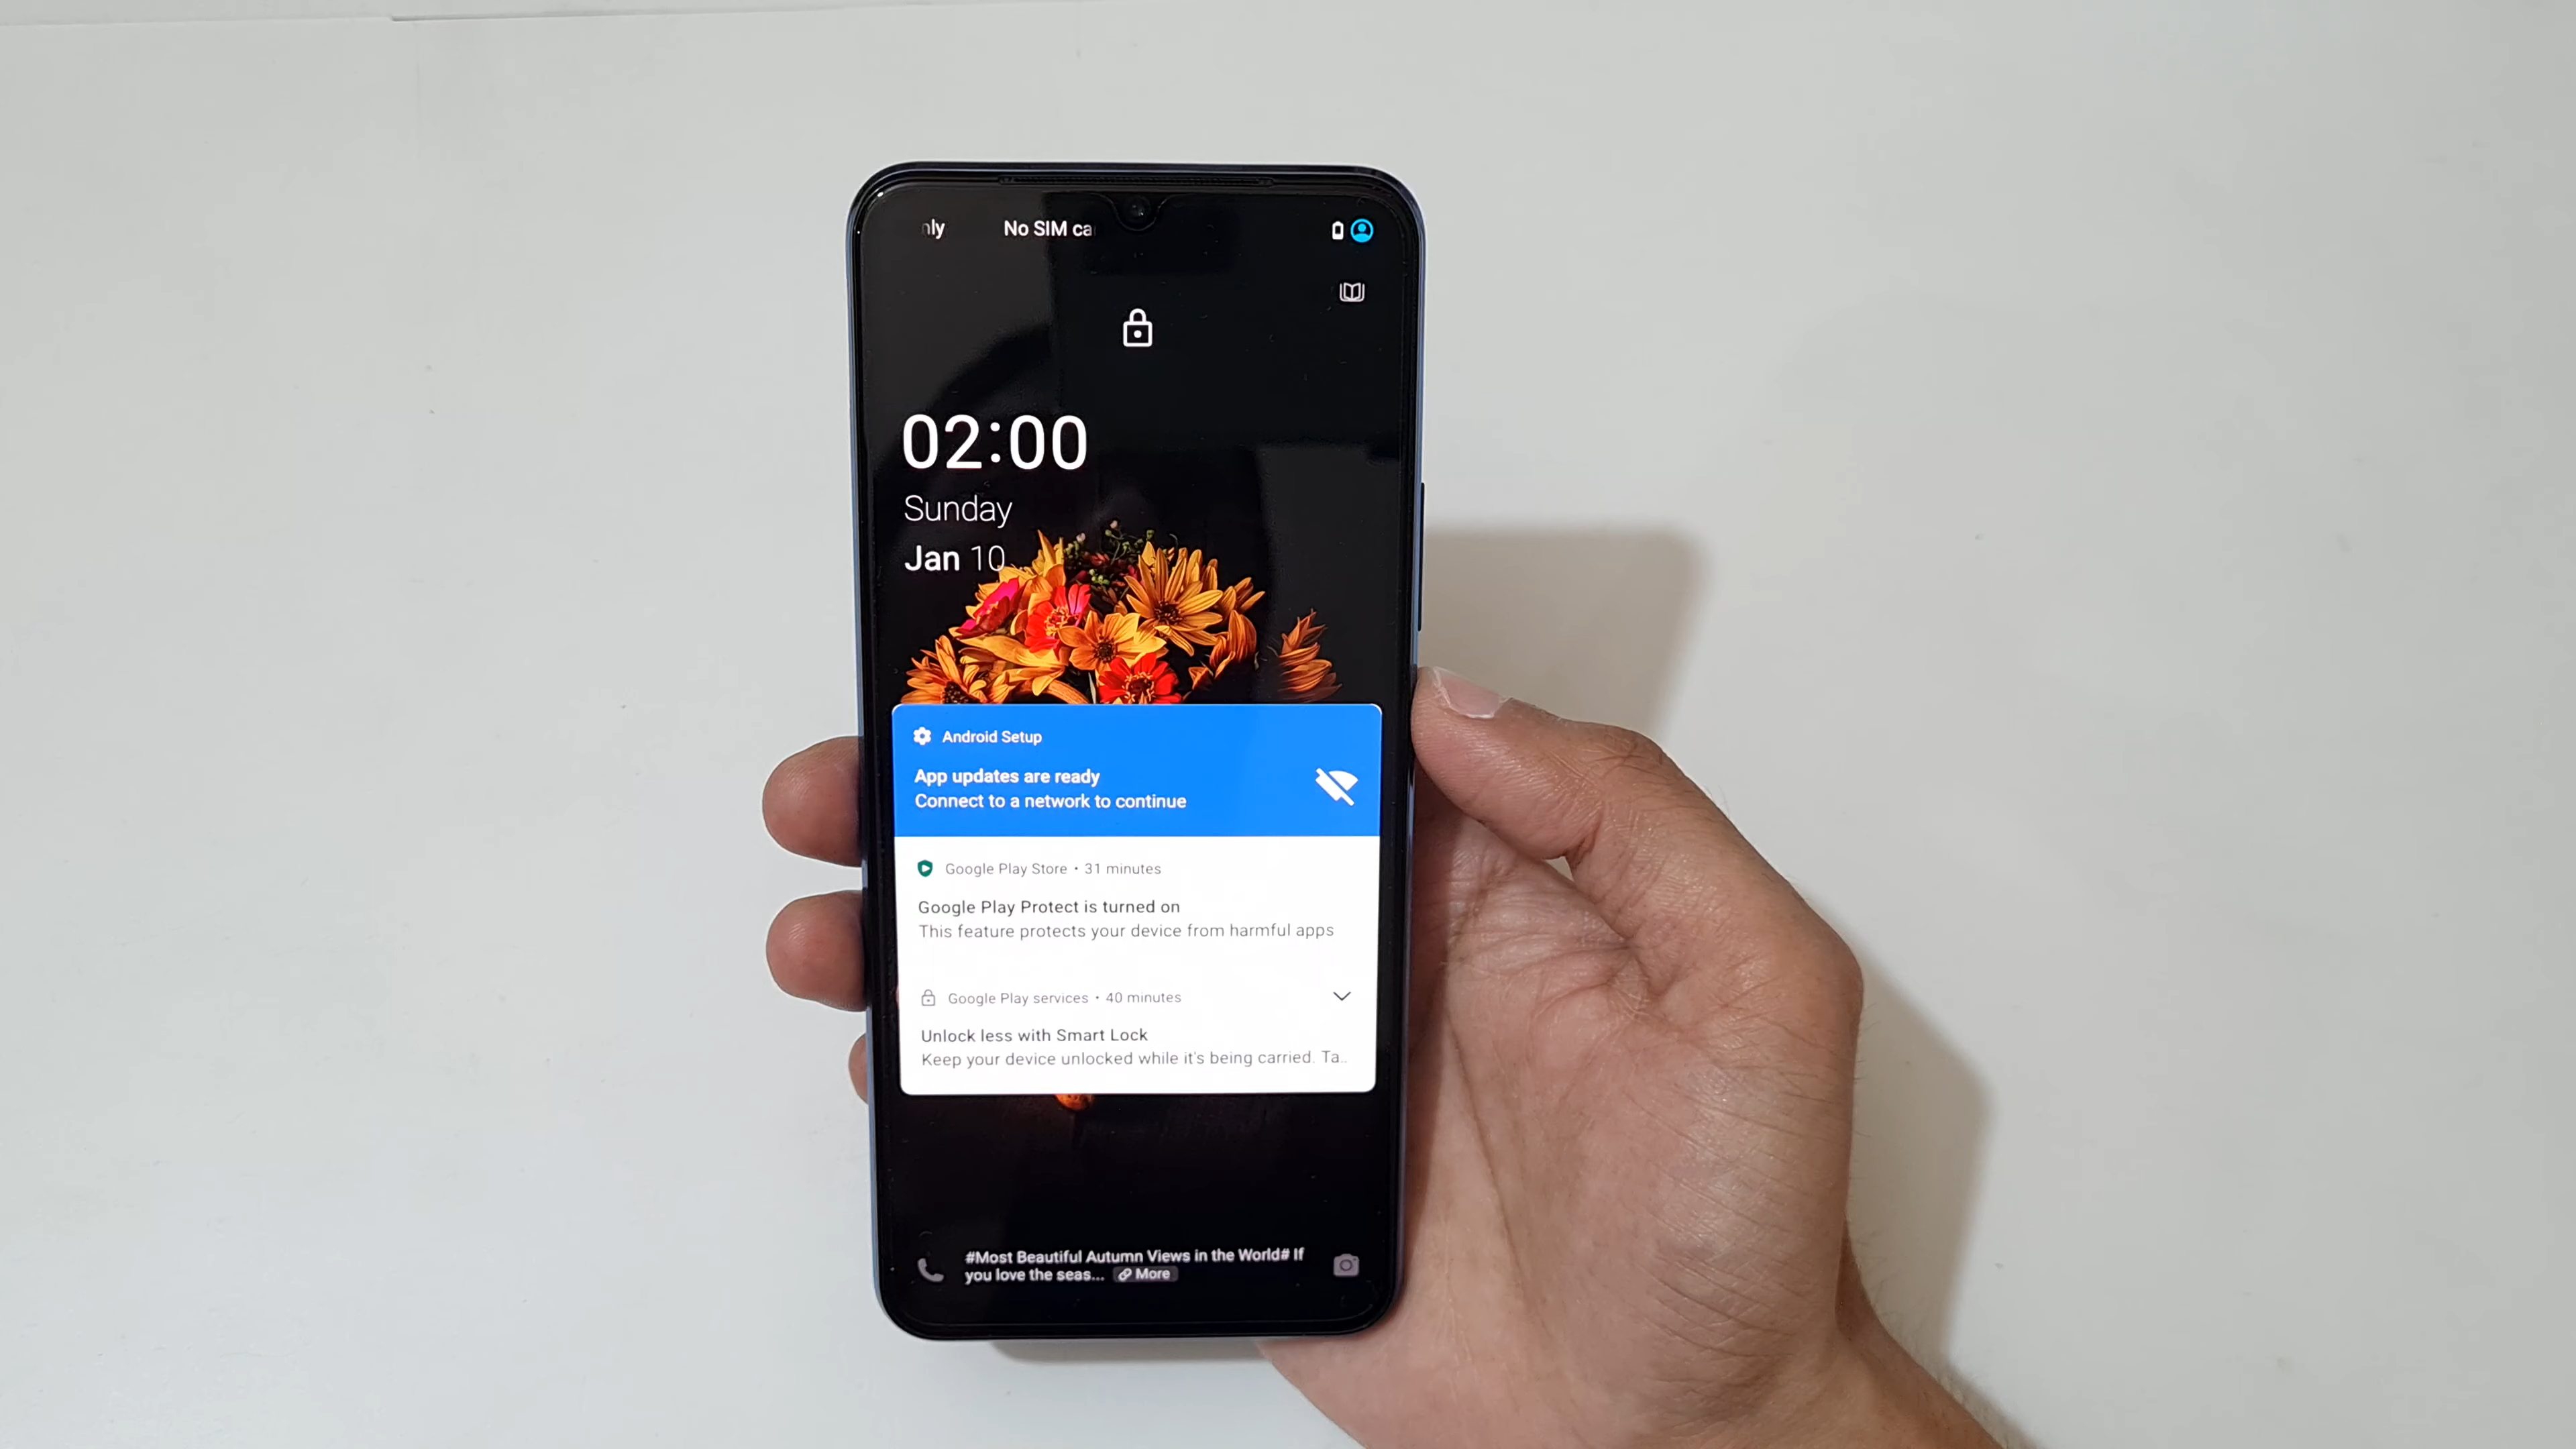 No SIM
02:00
Sunday
Jan 10
Android Setup
App updates are ready
Connect to a network to continue
Google Play Store • 31 minutes
Google Play Protect is turned on
This feature protects your device from harmful apps
Google Play services • 40 minutes
Unlock less with Smart Lock
Keep your device unlocked while it's being carried. Ta..
#Most Beautiful Autumn Views in the World# If
you love the seas... More